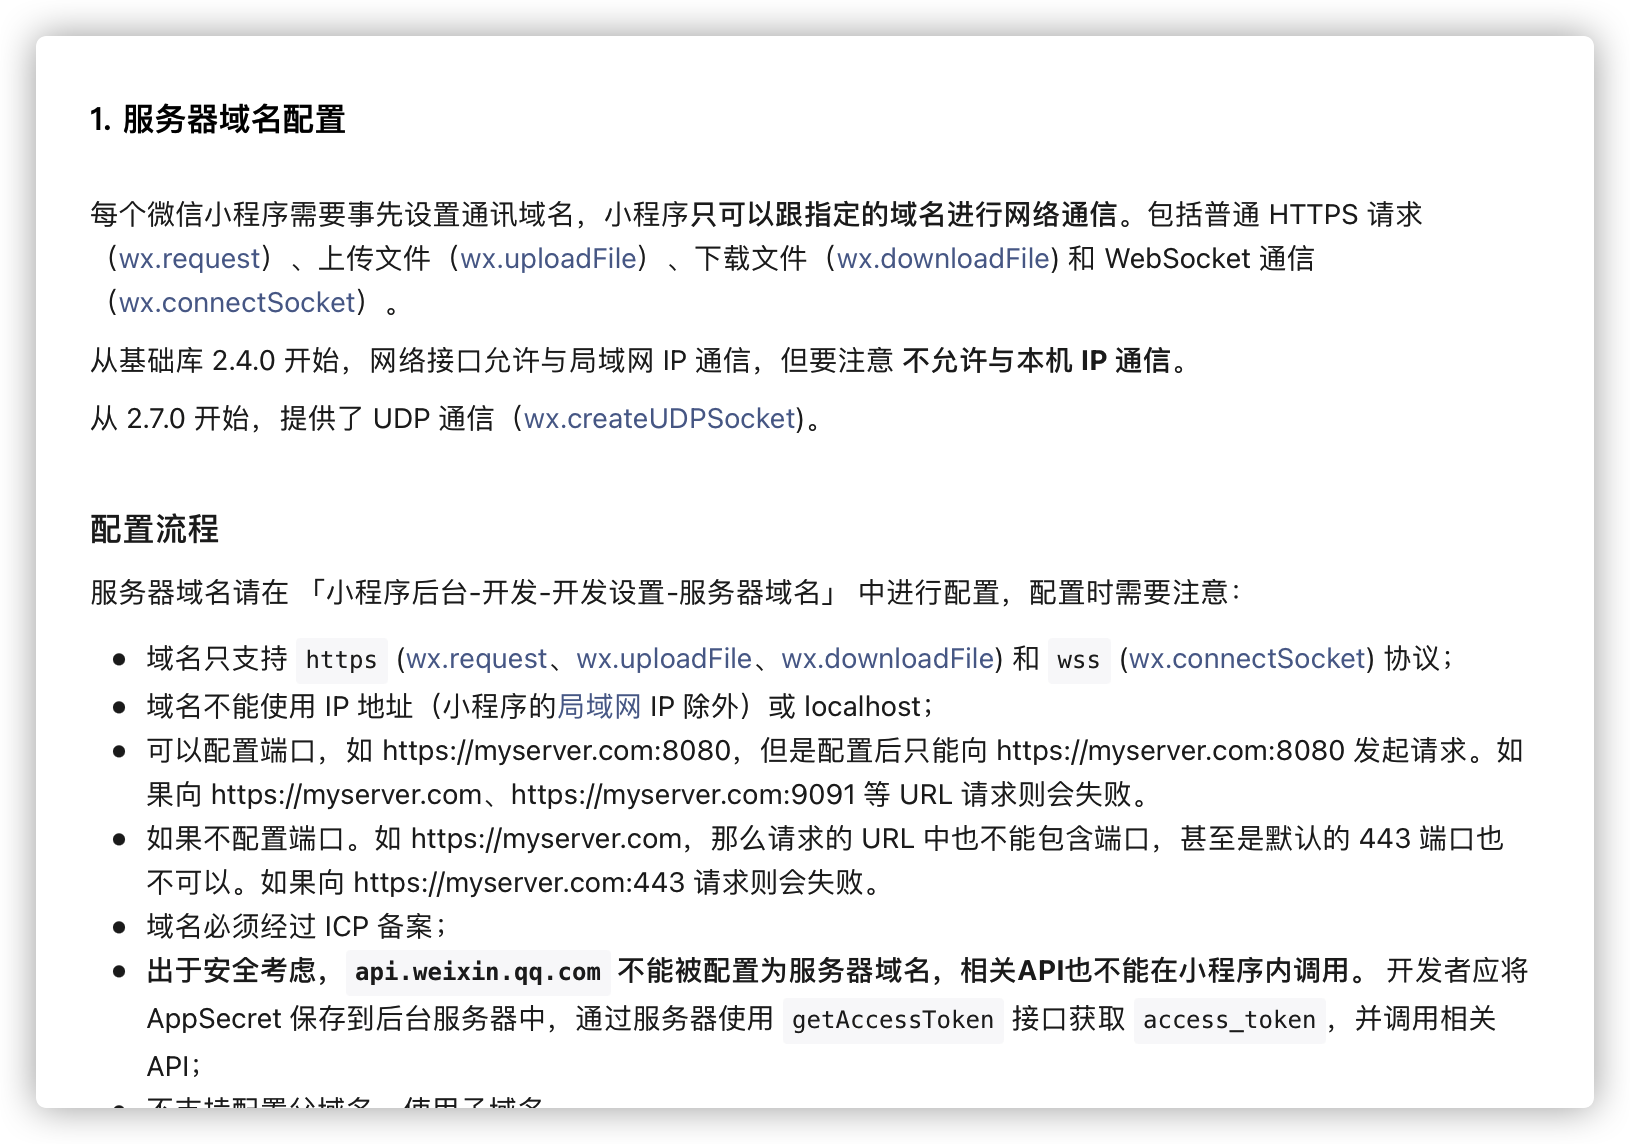 1. 服务器域名配置
每个微信小程序需要事先设置通讯域名，小程序只可以跟指定的域名进行网络通信。包括普通 HTTPS 请求
（wx.request）、上传文件（wx.uploadFile）、下载文件（wx.downloadFile) 和 WebSocket 通信
（wx.connectSocket）。
从基础库 2.4.0 开始，网络接口允许与局域网 IP 通信，但要注意 不允许与本机 IP 通信。
从 2.7.0 开始，提供了 UDP 通信（wx.createUDPSocket)。
配置流程
服务器域名请在 「小程序后台-开发-开发设置-服务器域名」 中进行配置，配置时需要注意：
● 域名只支持 https (wx.request、wx.uploadFile、wx.downloadFile) 和 wss (wx.connectSocket) 协议；
● 域名不能使用 IP 地址（小程序的局域网 IP 除外）或 localhost；
● 可以配置端口，如 https://myserver.com:8080，但是配置后只能向 https://myserver.com:8080 发起请求。如
果向 https://myserver.com、https://myserver.com:9091 等 URL 请求则会失败。
● 如果不配置端口。如 https://myserver.com，那么请求的 URL 中也不能包含端口，甚至是默认的 443 端口也
不可以。如果向 https://myserver.com:443 请求则会失败。
● 域名必须经过 ICP 备案；
● 出于安全考虑，api.weixin.qq.com 不能被配置为服务器域名，相关API也不能在小程序内调用。 开发者应将
AppSecret 保存到后台服务器中，通过服务器使用 getAccessToken 接口获取 access_token，并调用相关
API；
● 不支持配置父域名，使用子域名